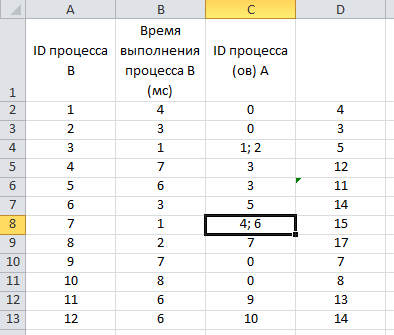 A B C D
1 ID процесса B Время выполнения процесса B (мс) ID процесса (ов) A
2 1 4 0 4
3 2 3 0 3
4 3 1 1; 2 5
5 4 7 3 12
6 5 6 3 11
7 6 3 5 14
8 7 1 4; 6 15
9 8 2 7 17
10 9 7 0 7
11 10 8 0 8
12 11 6 9 13
13 12 6 10 14